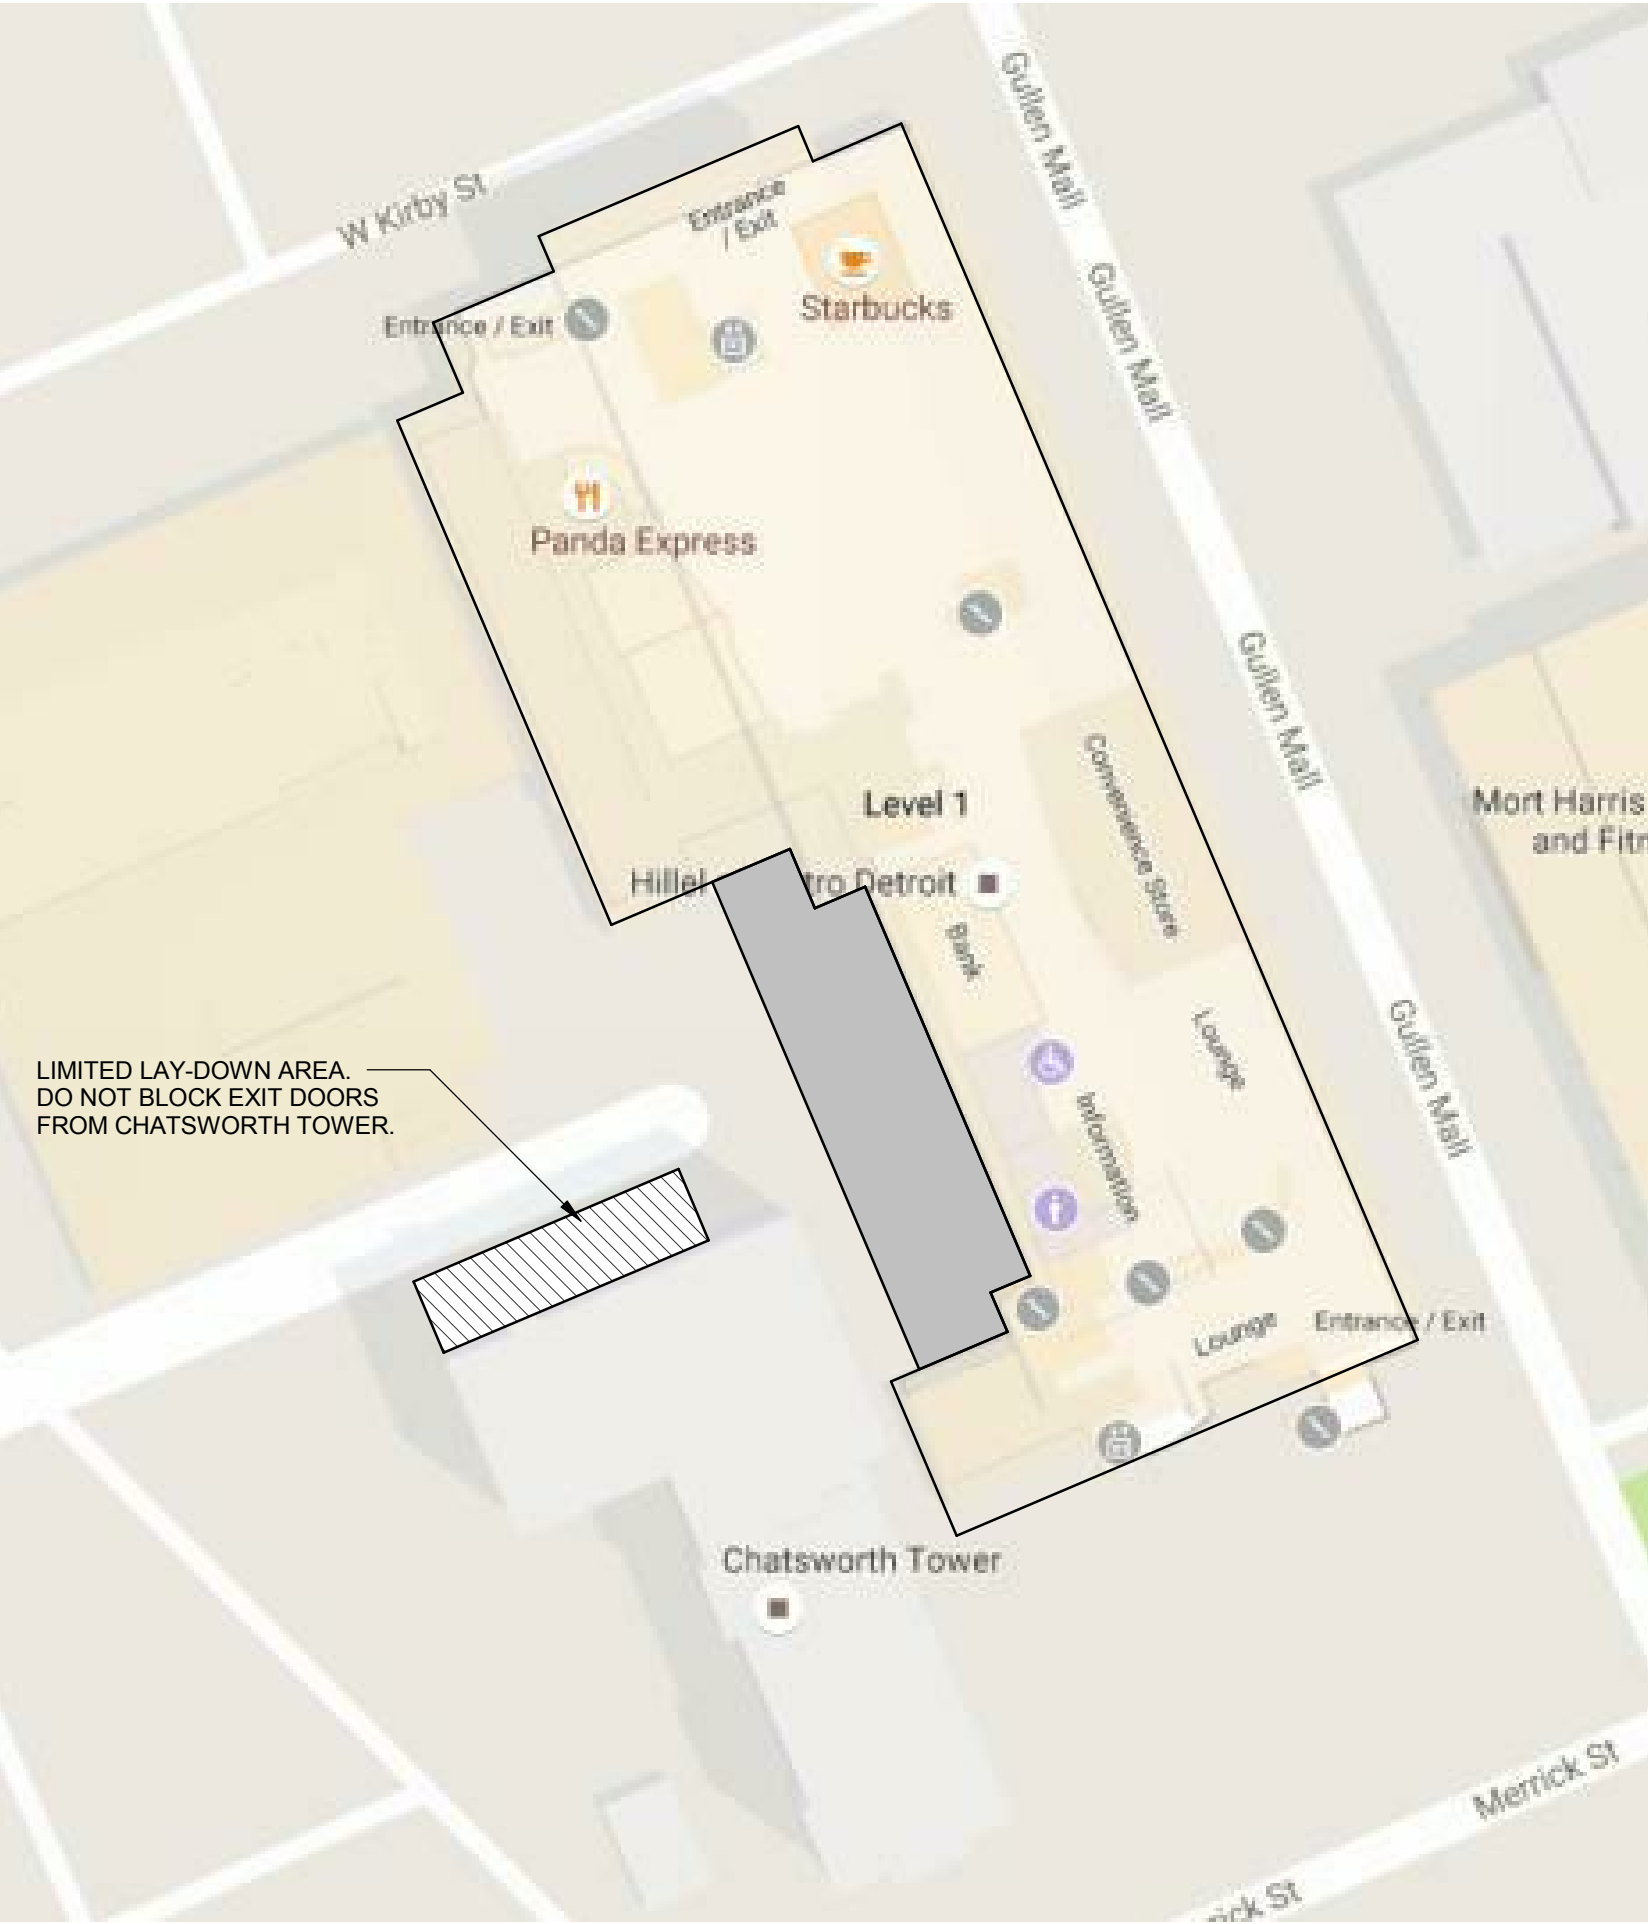 Gullen Mall
W Kirby St
Entrance
/ Exit
Gullen Mall
Starbucks
Entrance / Exit
Panda Express
Gullen Mall
Convenience Store
Level 1
Mort Harris
and Fitn
Hillel
tro Detroit
Bank
Lounge
Gullen Mall
LIMITED LAY-DOWN AREA.
DO NOT BLOCK EXIT DOORS
FROM CHATSWORTH TOWER.
Information
Lounge
Entrance / Exit
Chatsworth Tower
Merrick St
rick St